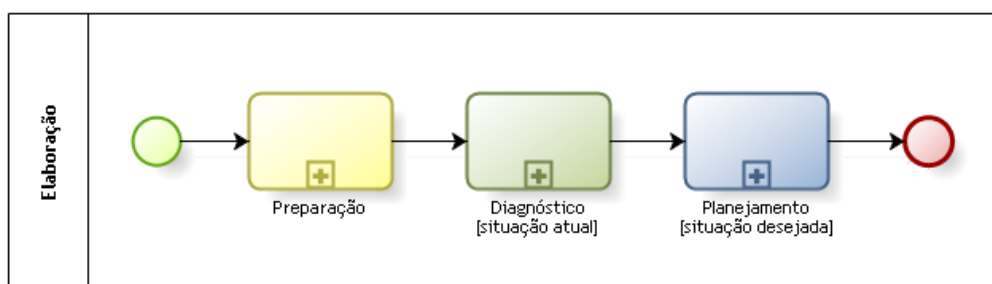 Elaboração
Preparação
Diagnóstico
[situação atual]
Planejamento
[situação desejada]